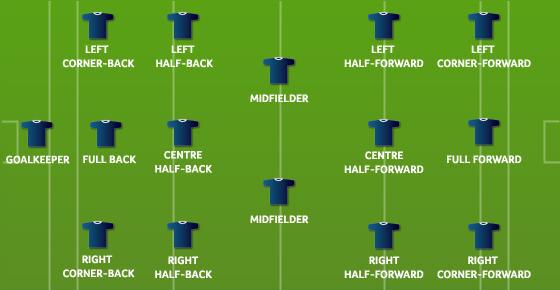 LEFT
CORNER-BACK
LEFT
HALF-BACK
MIDFIELDER
LEFT
HALF-FORWARD
LEFT
CORNER-FORWARD
GOALKEEPER
FULL BACK
CENTRE
HALF-BACK
CENTRE
HALF-FORWARD
FULL FORWARD
MIDFIELDER
RIGHT
CORNER-BACK
RIGHT
HALF-BACK
RIGHT
HALF-FORWARD
RIGHT
CORNER-FORWARD